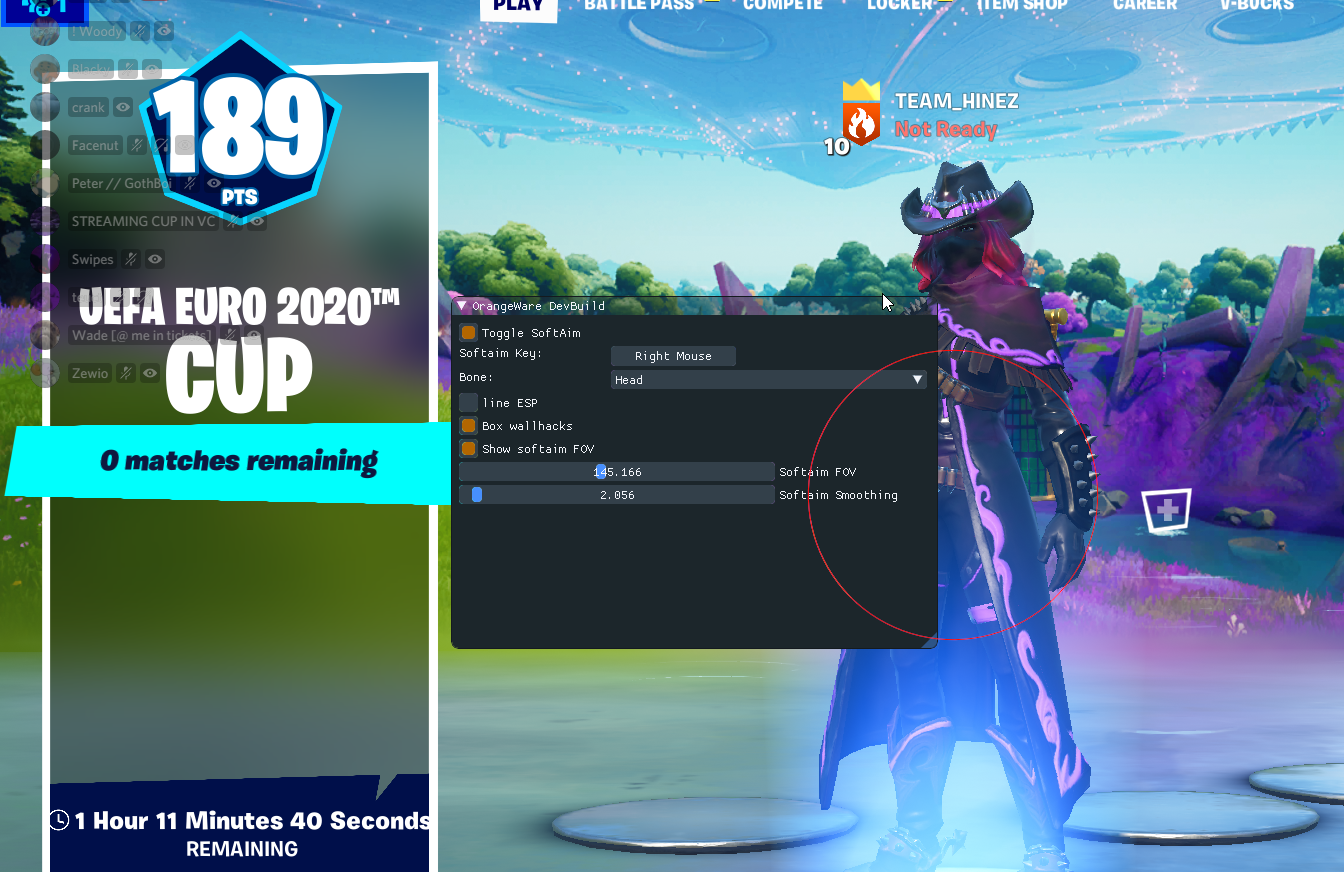 PLAY
BATTLE PASS
COMPETE
LOCKER
ITEM SHOP
CAREER
V-BUCKS
! Woody
Blacky
crank
Facenut
Peter // GothBoi
STREAMING CUP IN VC
Swipes
Wade [@ me in tickets]
Zewio
189
PTS
UEFA EURO 2020™
CUP
0 matches remaining
1 Hour 11 Minutes 40 Seconds
REMAINING
TEAM_HINEZ
Not Ready
10
OrangeWare DevBuild
Toggle SoftAim
Softaim Key:
Right Mouse
Bone:
Head
line ESP
Box wallhacks
Show softaim FOV
145.166
Softaim FOV
2.056
Softaim Smoothing